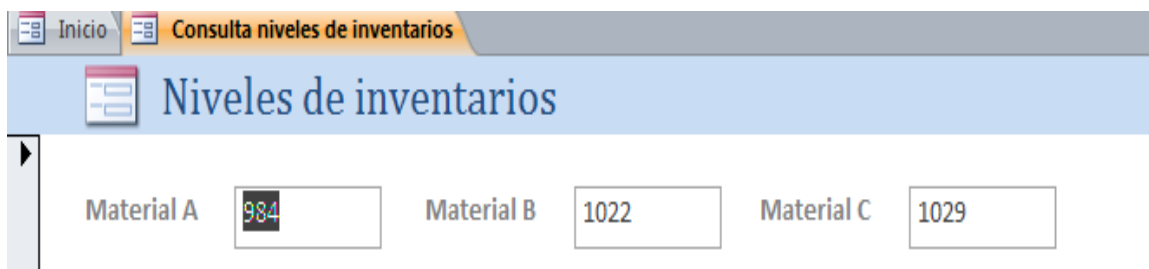 Inicio Consulta niveles de inventarios
Niveles de inventarios
Material A 984 Material B 1022 Material C 1029